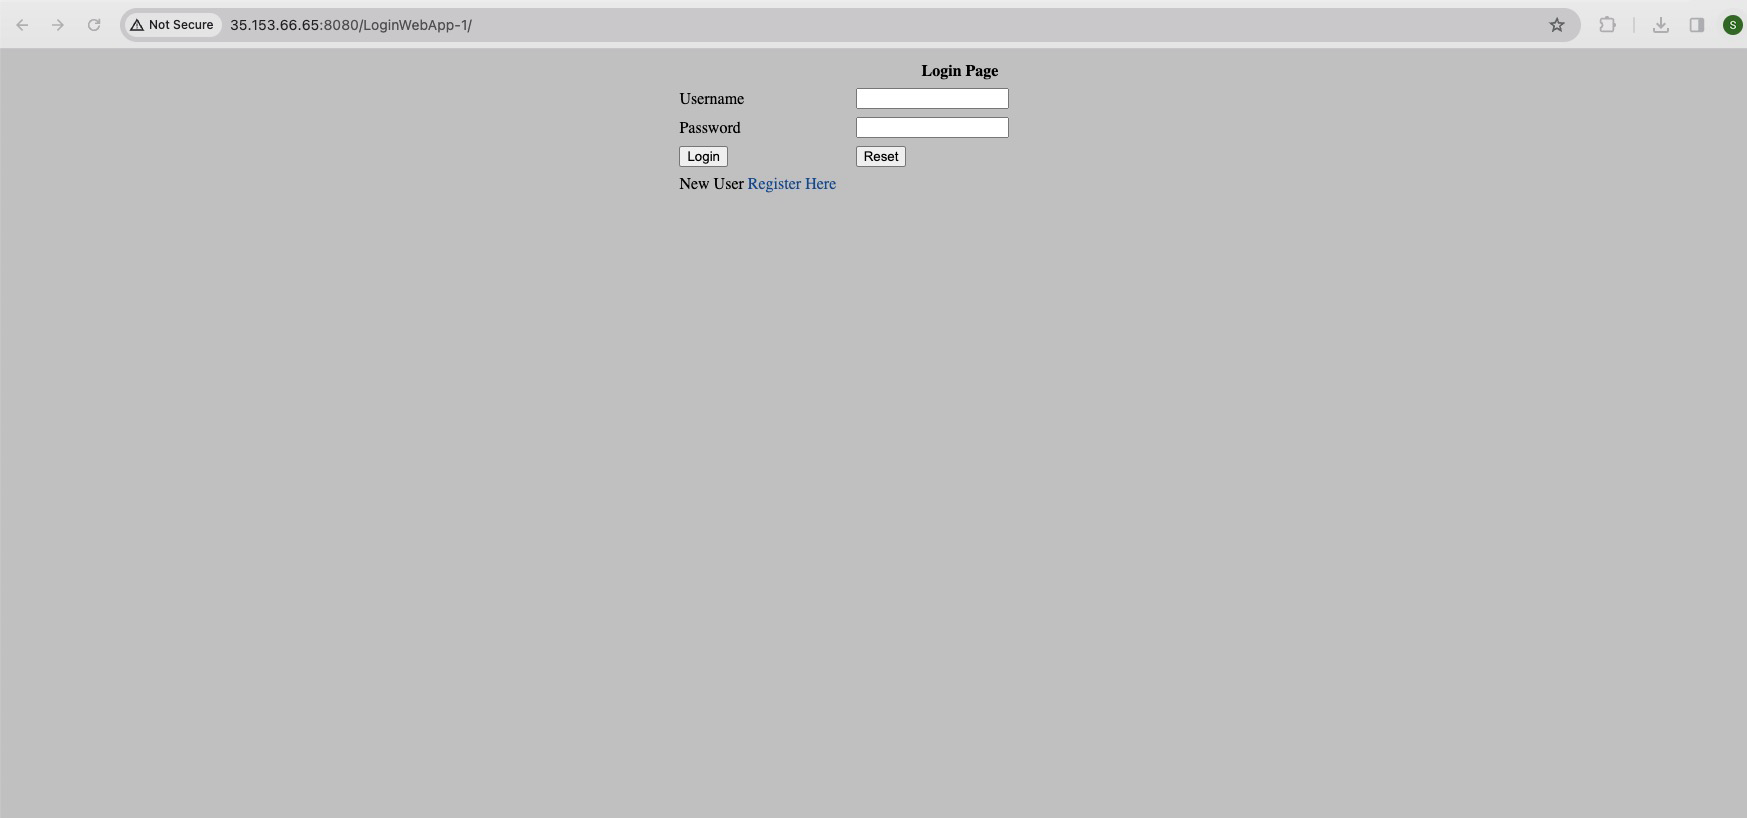 Not Secure 35.153.66.65:8080/LoginWebApp-1/ S
Login Page
Username
Password
Login Reset
New User Register Here